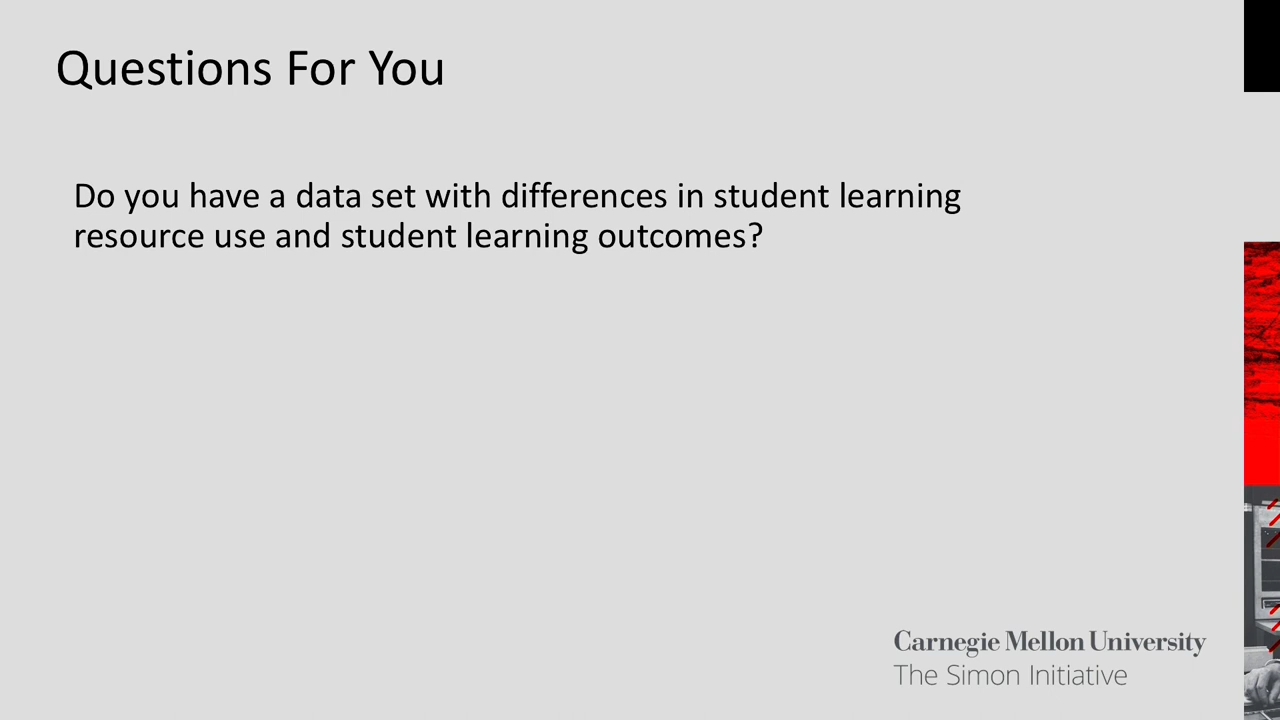 Questions For You
Do you have a data set with differences in student learning
resource use and student learning outcomes?
Carnegie Mellon University
The Simon Initiative